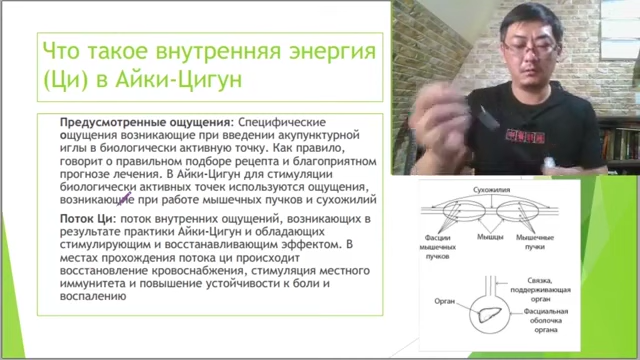 Что такое внутренняя энергия
(Ци) в Айки-Цигун
Предусмотренные ощущения: Специфические
ощущения возникающие при введении акупунктурной
иглы в биологически активную точку. Как правило,
говорит о правильном подборе рецепта и благоприятном
прогнозе лечения. В Айки-Цигун для стимуляции
биологически активных точек используются ощущения,
возникающие при работе мышечных пучков и сухожилий
Поток Ци: поток внутренних ощущений, возникающих в
результате практики Айки-Цигун и обладающих
стимулирующим и восстанавливающим эффектом. В
местах прохождения потока ци происходит
восстановление кровоснабжения, стимуляция местного
иммунитета и повышение устойчивости к боли и
воспалению
Сухожилия
Фасции
мышечных
пучков
Мышцы
Мышечные
пучки
Связка,
поддерживающая
орган
Орган
Фасциальная
оболочка
органа